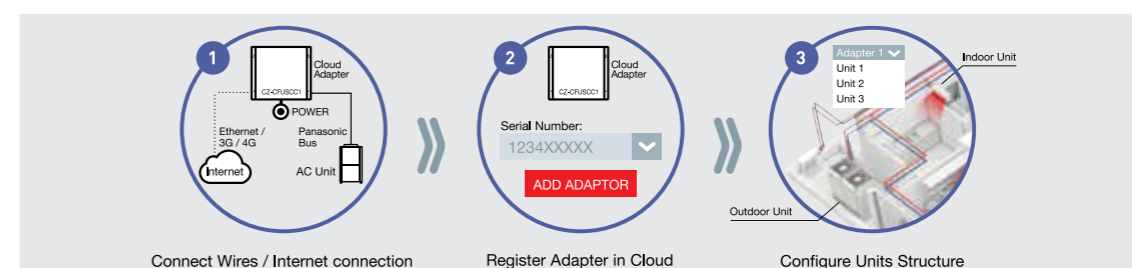 1
Cloud
Adapter
CZ-CFUSCC1
POWER
Ethernet /
3G / 4G
Panasonic
Bus
Internet
AC Unit
Connect Wires / Internet connection
2
Cloud
Adapter
CZ-CFUSCC1
Serial Number:
1234XXXXX
ADD ADAPTOR
Register Adapter in Cloud
3
Adapter 1
Unit 1
Unit 2
Unit 3
Indoor Unit
Outdoor Unit
Configure Units Structure